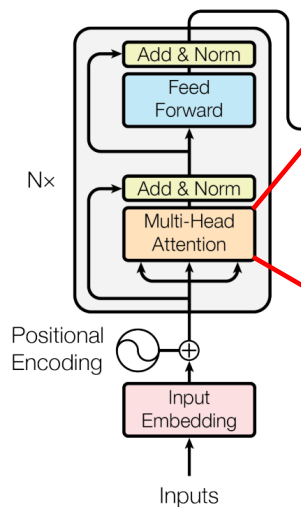 Add & Norm
Feed
Forward
N×
Add & Norm
Multi-Head
Attention
Positional
Encoding
Input
Embedding
Inputs